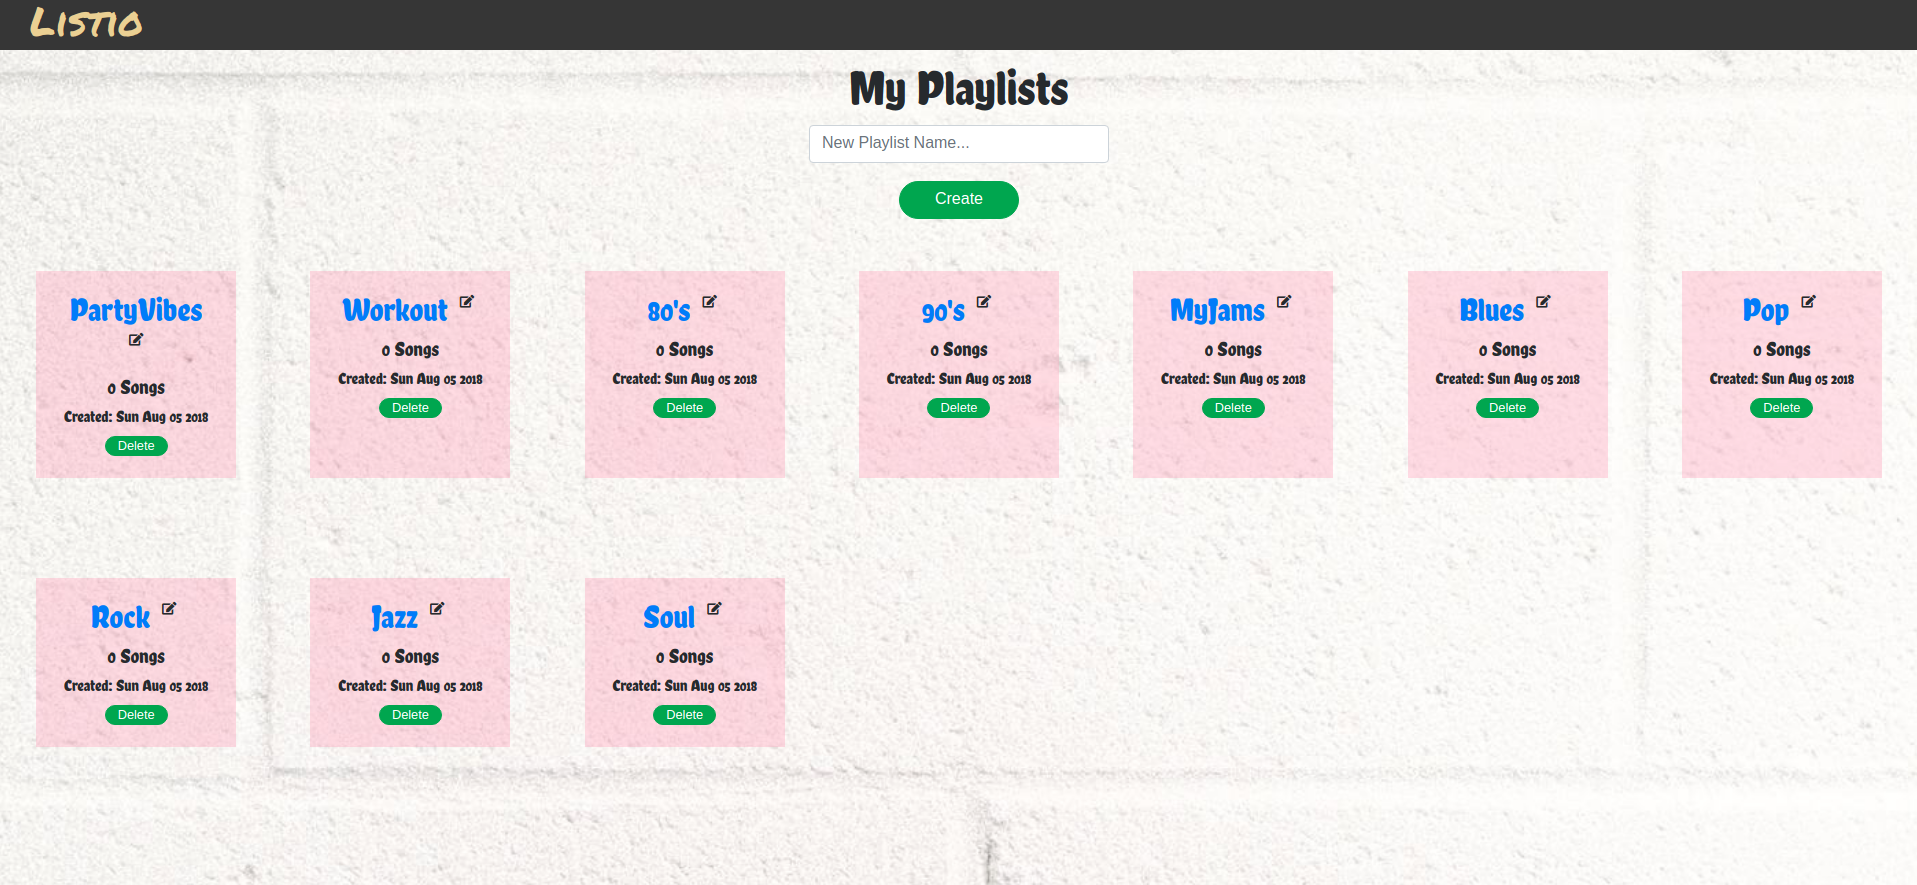 Listio
My Playlists
New Playlist Name...
Create
PartyVibes
0 Songs
Created: Sun Aug 05 2018
Delete
Workout
0 Songs
Created: Sun Aug 05 2018
Delete
80's
0 Songs
Created: Sun Aug 05 2018
Delete
90's
0 Songs
Created: Sun Aug 05 2018
Delete
MyJams
0 Songs
Created: Sun Aug 05 2018
Delete
Blues
0 Songs
Created: Sun Aug 05 2018
Delete
Pop
0 Songs
Created: Sun Aug 05 2018
Delete
Rock
0 Songs
Created: Sun Aug 05 2018
Delete
Jazz
0 Songs
Created: Sun Aug 05 2018
Delete
Soul
0 Songs
Created: Sun Aug 05 2018
Delete